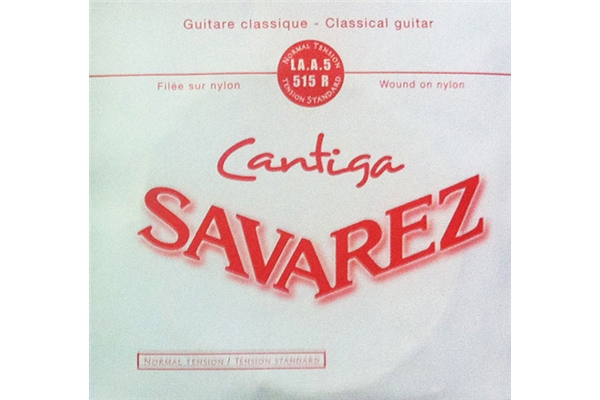 Guitare classique - Classical guitar
NORMAL TENSION
LA.A.5
515 R
TENSION STANDARD
Filée sur nylon
Wound on nylon
Cantiga
SAVAREZ
NORMAL TENSION / TENSION STANDARD